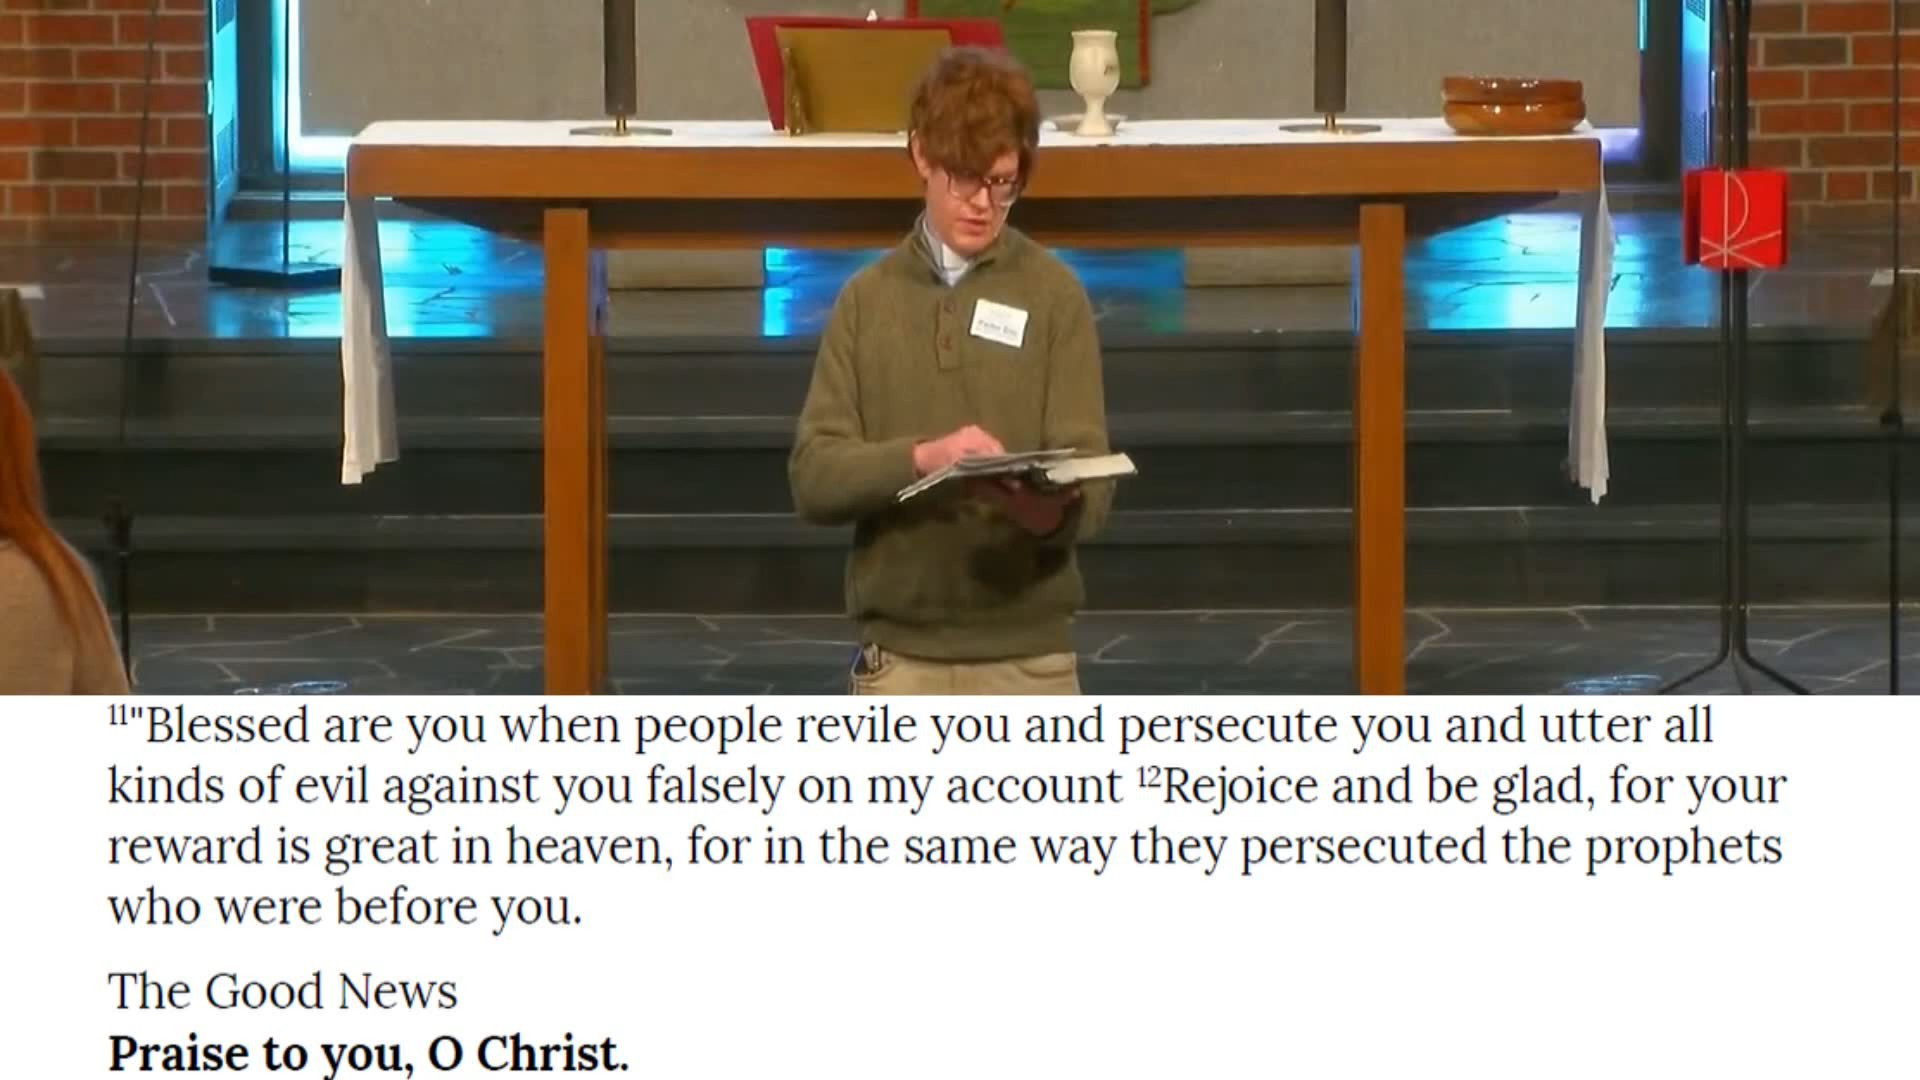 ¹¹"Blessed are you when people revile you and persecute you and utter all
kinds of evil against you falsely on my account ¹²Rejoice and be glad, for your
reward is great in heaven, for in the same way they persecuted the prophets
who were before you.
The Good News
Praise to you, O Christ.